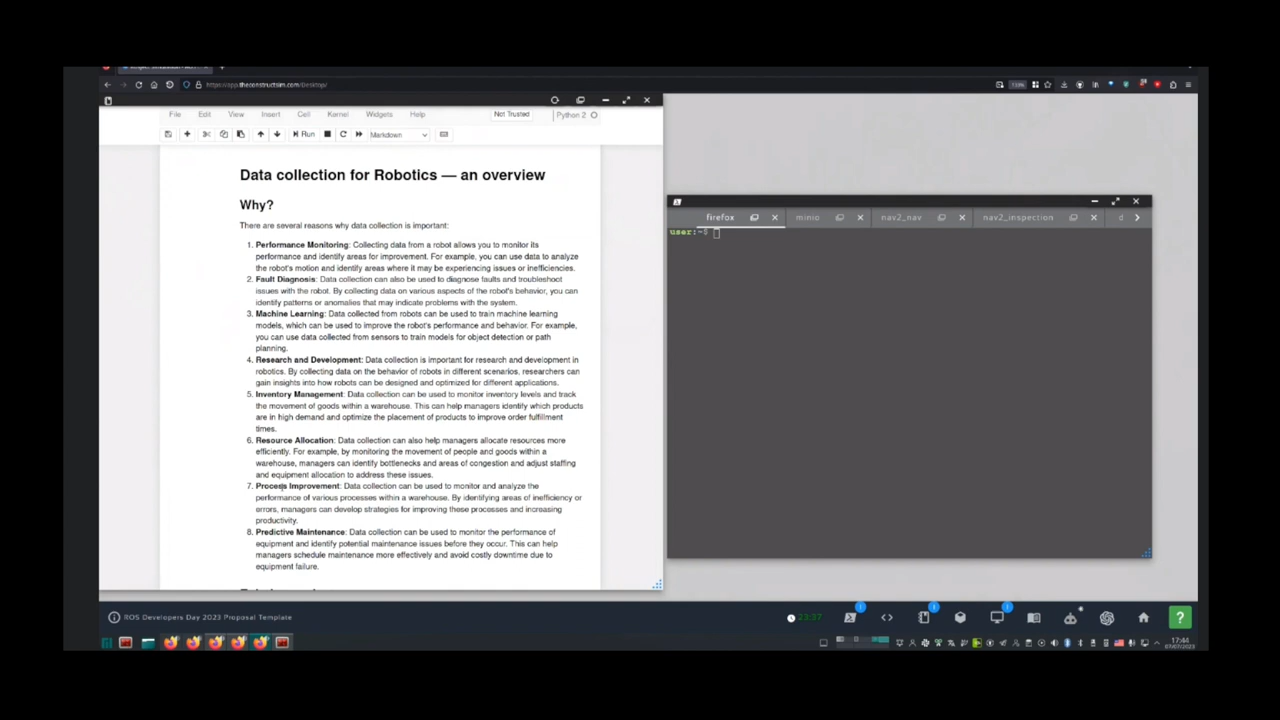 https://app.theconstructsim.com/Desktop/
File Edit View Insert Cell Kernel Widgets Help Not Trusted Python 2
Run Markdown
Data collection for Robotics — an overview
Why?
There are several reasons why data collection is important:
1. Performance Monitoring: Collecting data from a robot allows you to monitor its
performance and identify areas for improvement. For example, you can use data to analyze
the robot's motion and identify areas where it may be experiencing issues or inefficiencies.
2. Fault Diagnosis: Data collection can also be used to diagnose faults and troubleshoot
issues with the robot. By collecting data on various aspects of the robot's behavior, you can
identify patterns or anomalies that may indicate problems with the system.
3. Machine Learning: Data collected from robots can be used to train machine learning
models, which can be used to improve the robot's performance and behavior. For example,
you can use data collected from sensors to train models for object detection or path
planning.
4. Research and Development: Data collection is important for research and development in
robotics. By collecting data on the behavior of robots in different scenarios, researchers can
gain insights into how robots can be designed and optimized for different applications.
5. Inventory Management: Data collection can be used to monitor inventory levels and track
the movement of goods within a warehouse. This can help managers identify which products
are in high demand and optimize the placement of products to improve order fulfillment
times.
6. Resource Allocation: Data collection can also help managers allocate resources more
efficiently. For example, by monitoring the movement of people and goods within a
warehouse, managers can identify bottlenecks and areas of congestion and adjust staffing
and equipment allocation to address these issues.
7. Process Improvement: Data collection can be used to monitor and analyze the
performance of various processes within a warehouse. By identifying areas of inefficiency or
errors, managers can develop strategies for improving these processes and increasing
productivity.
8. Predictive Maintenance: Data collection can be used to monitor the performance of
equipment and identify potential maintenance issues before they occur. This can help
managers schedule maintenance more effectively and avoid costly downtime due to
equipment failure.
firefox minio nav2_nav nav2_inspection d
user:~$
ROS Developers Day 2023 Proposal Template
23:37
17:44
07/07/2023